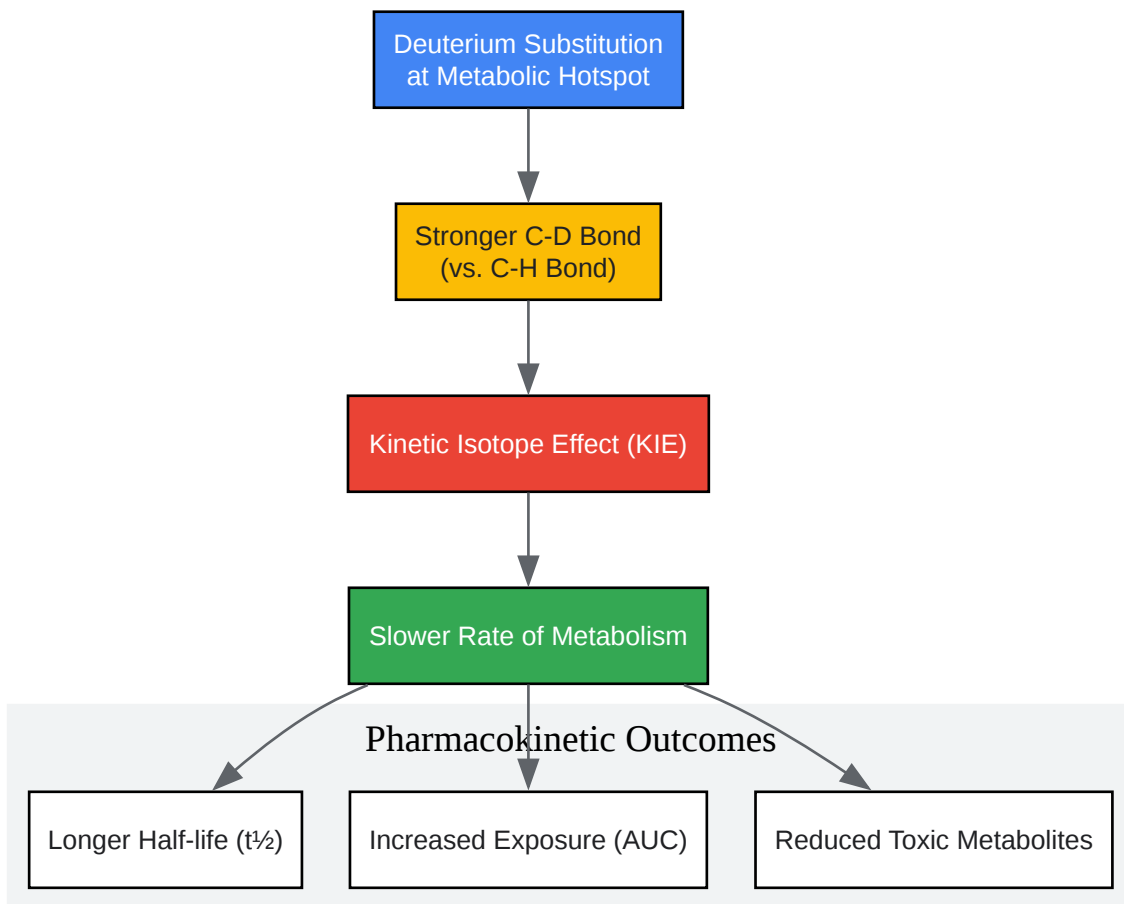 Deuterium Substitution
at Metabolic Hotspot
Stronger C-D Bond
(vs. C-H Bond)
Kinetic Isotope Effect (KIE)
Slower Rate of Metabolism
Pharmacokinetic Outcomes
Longer Half-life (t½)
Increased Exposure (AUC)
Reduced Toxic Metabolites